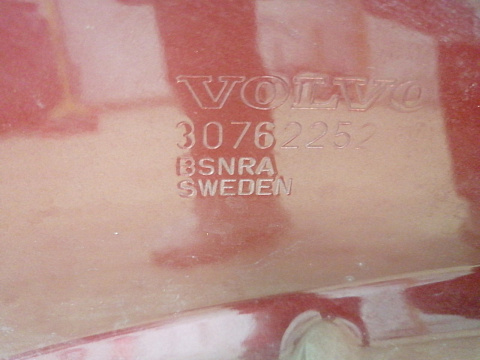 VOLVO
30762252
BSNRA
SWEDEN